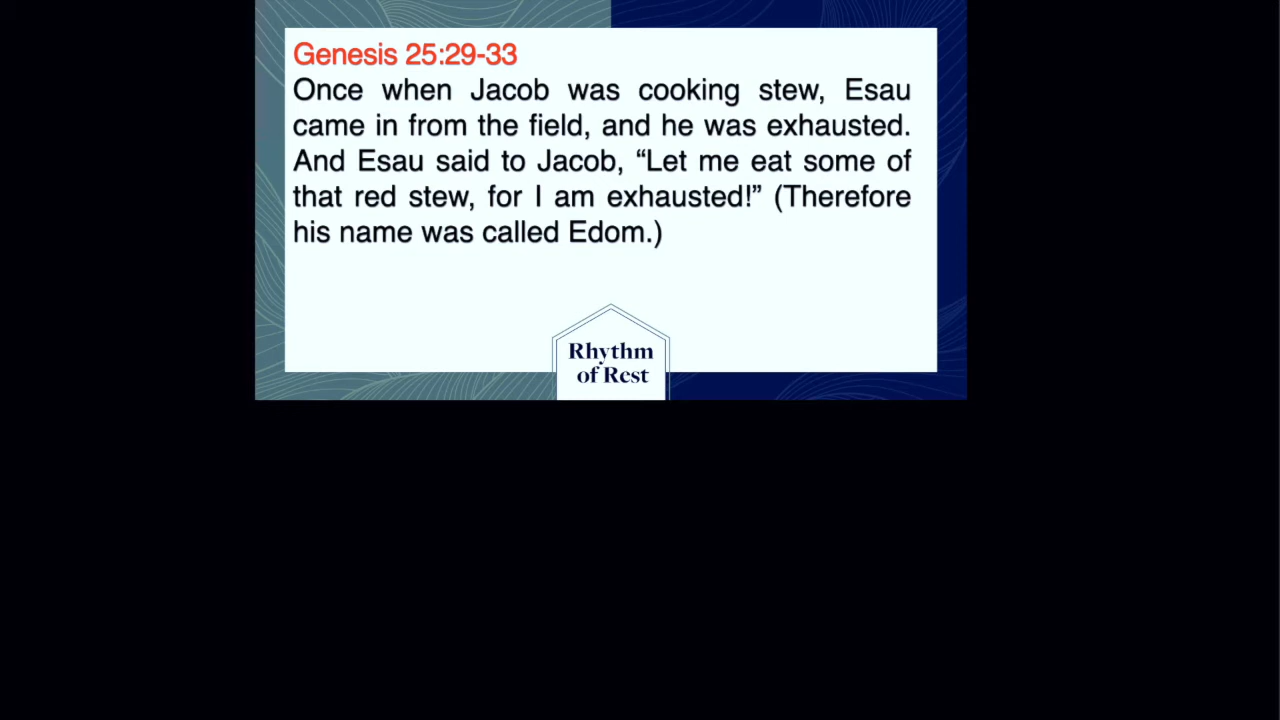 Genesis 25:29-33
Once when Jacob was cooking stew, Esau
came in from the field, and he was exhausted.
And Esau said to Jacob, “Let me eat some of
that red stew, for I am exhausted!” (Therefore
his name was called Edom.)
Rhythm
of Rest